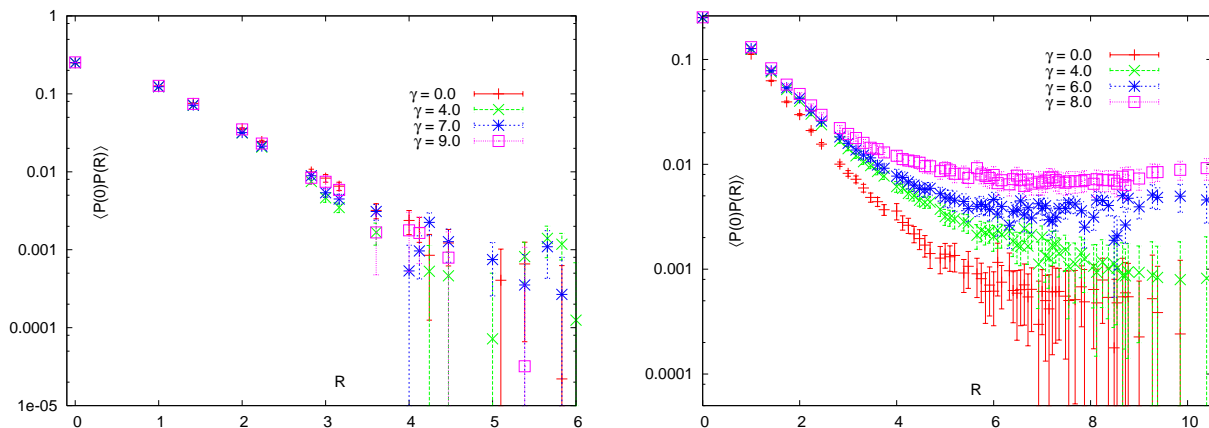 1
0.1
0.01
0.001
0.0001
1e-05
⟨P(0)P(R)⟩
γ = 0.0
γ = 4.0
γ = 7.0
γ = 9.0
R
0 1 2 3 4 5 6
0.1
0.01
0.001
0.0001
⟨P(0)P(R)⟩
γ = 0.0
γ = 4.0
γ = 6.0
γ = 8.0
R
0 2 4 6 8 10